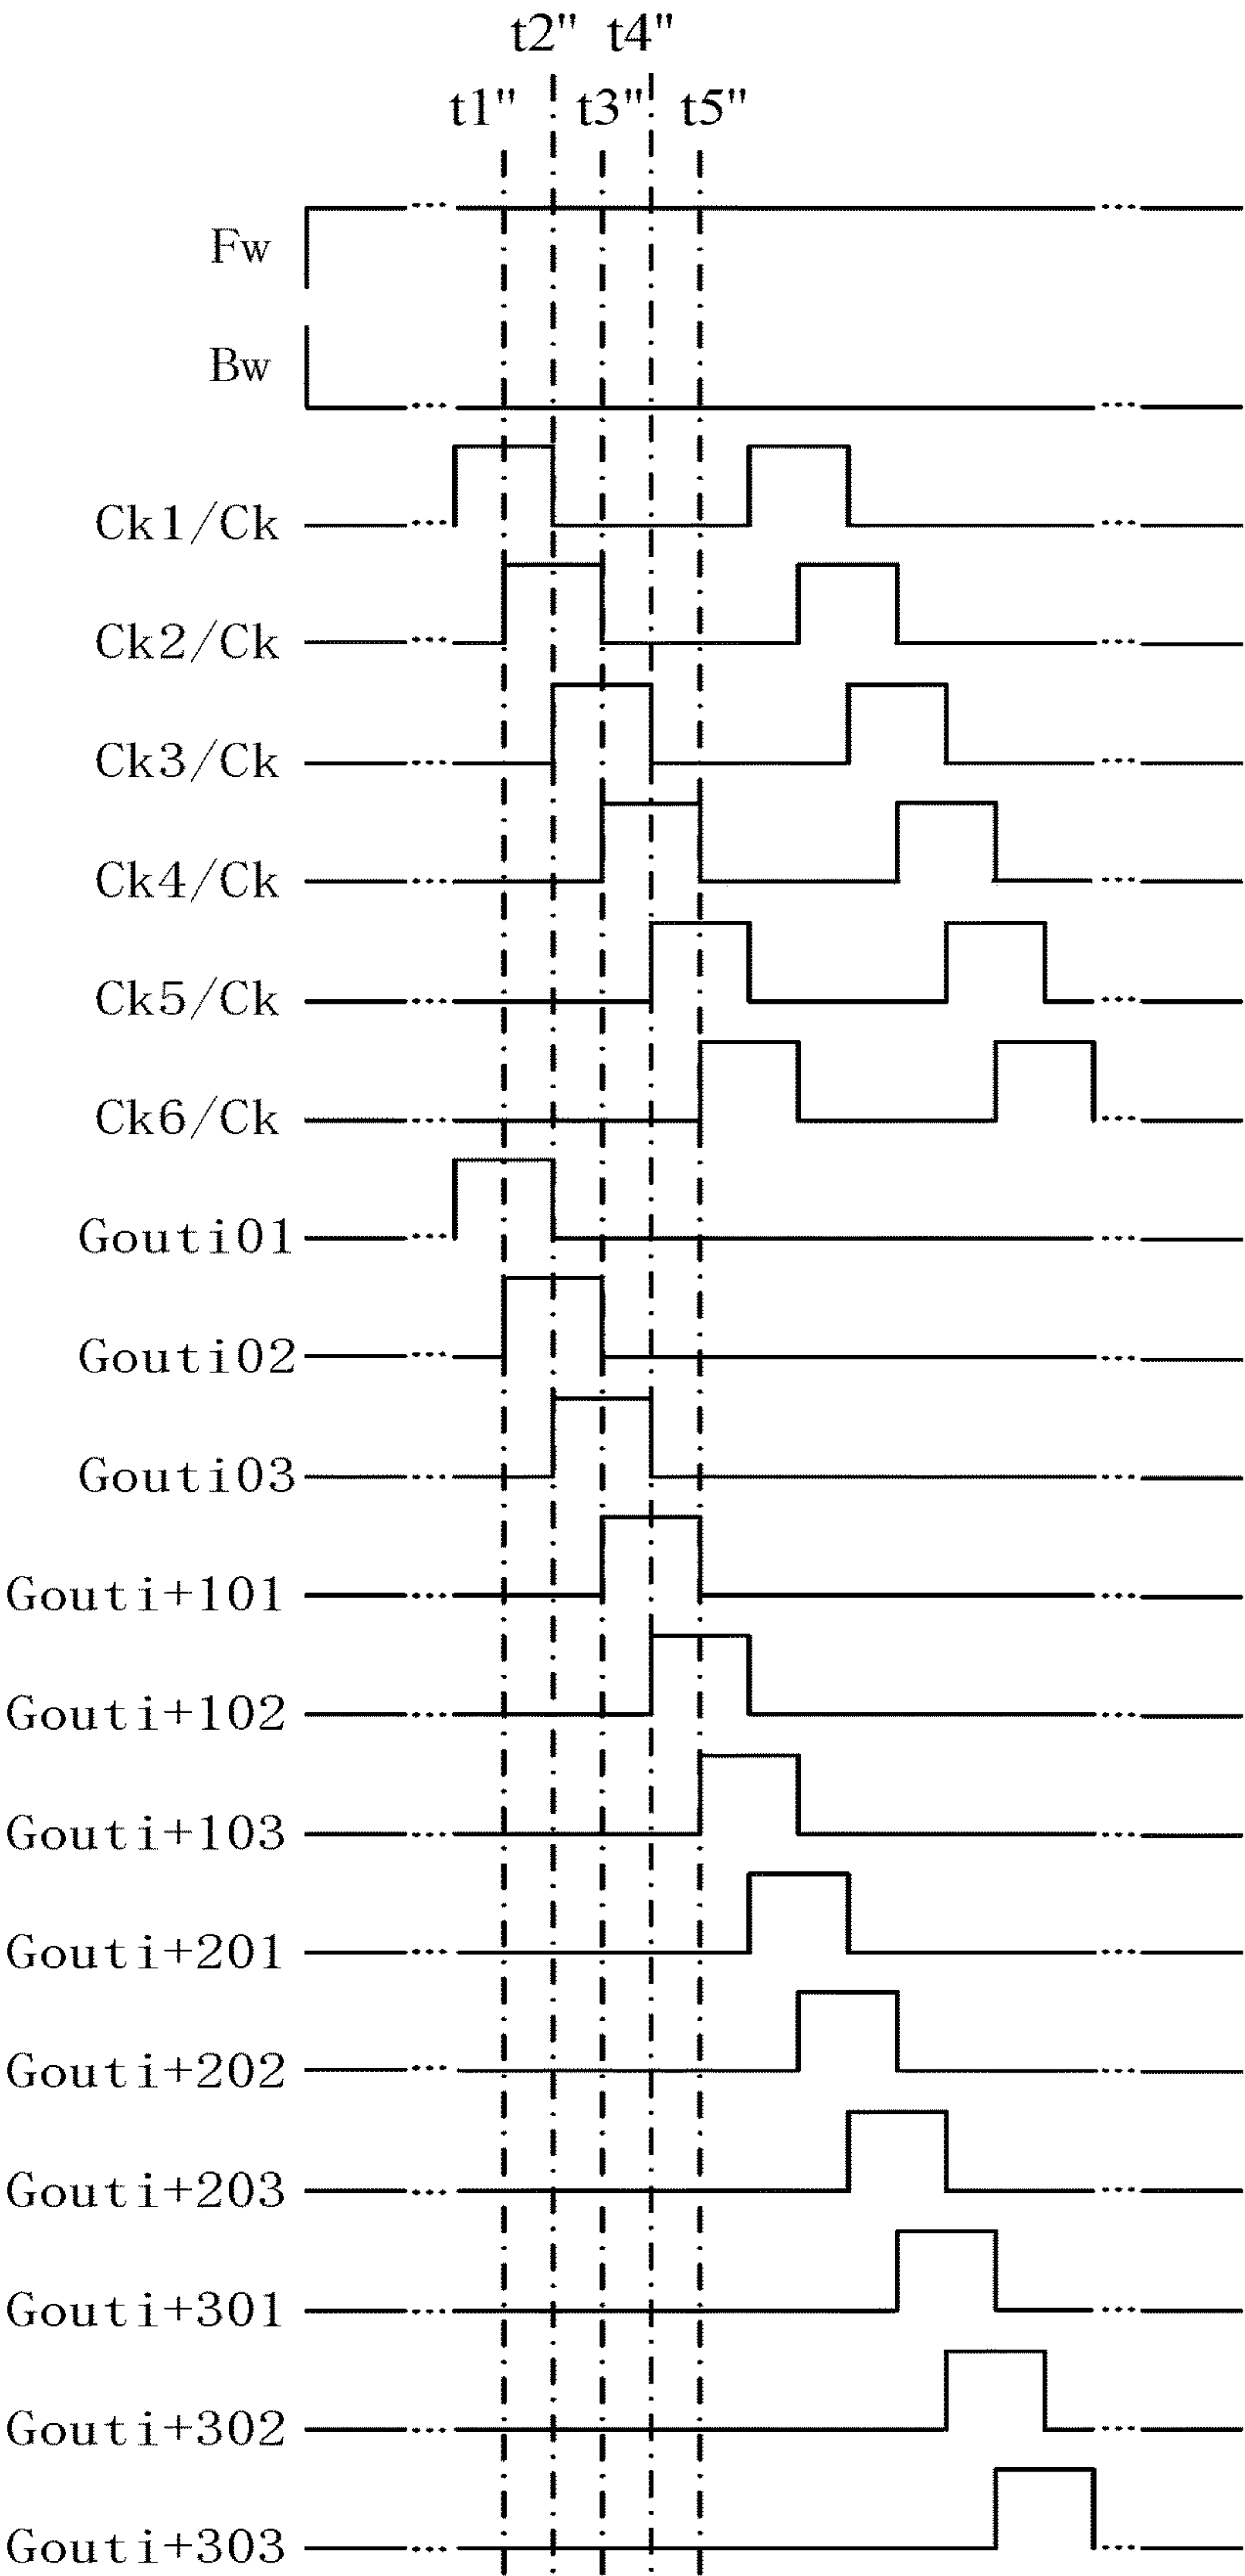 t2" t4"
t1" t3" t5"
Fw
Bw
Ck1/Ck
Ck2/Ck
Ck3/Ck
Ck4/Ck
Ck5/Ck
Ck6/Ck
Gouti01
Gouti02
Gouti03
Gouti+101
Gouti+102
Gouti+103
Gouti+201
Gouti+202
Gouti+203
Gouti+301
Gouti+302
Gouti+303